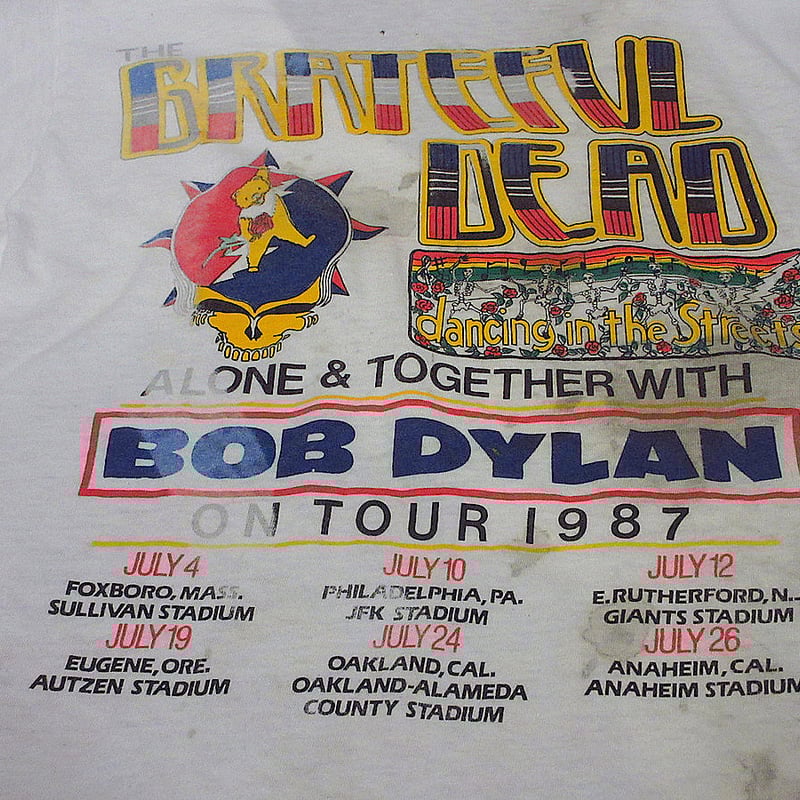 THE
GRATEFUL
DEAD
dancing in the Streets
ALONE & TOGETHER WITH
BOB DYLAN
ON TOUR 1987
JULY 4
FOXBORO, MASS.
SULLIVAN STADIUM
JULY 10
PHILADELPHIA, PA.
JFK STADIUM
JULY 12
E. RUTHERFORD, N.
GIANTS STADIUM
JULY 19
EUGENE, ORE.
AUTZEN STADIUM
JULY 24
OAKLAND, CAL.
OAKLAND-ALAMEDA
COUNTY STADIUM
JULY 26
ANAHEIM, CAL.
ANAHEIM STADIUM